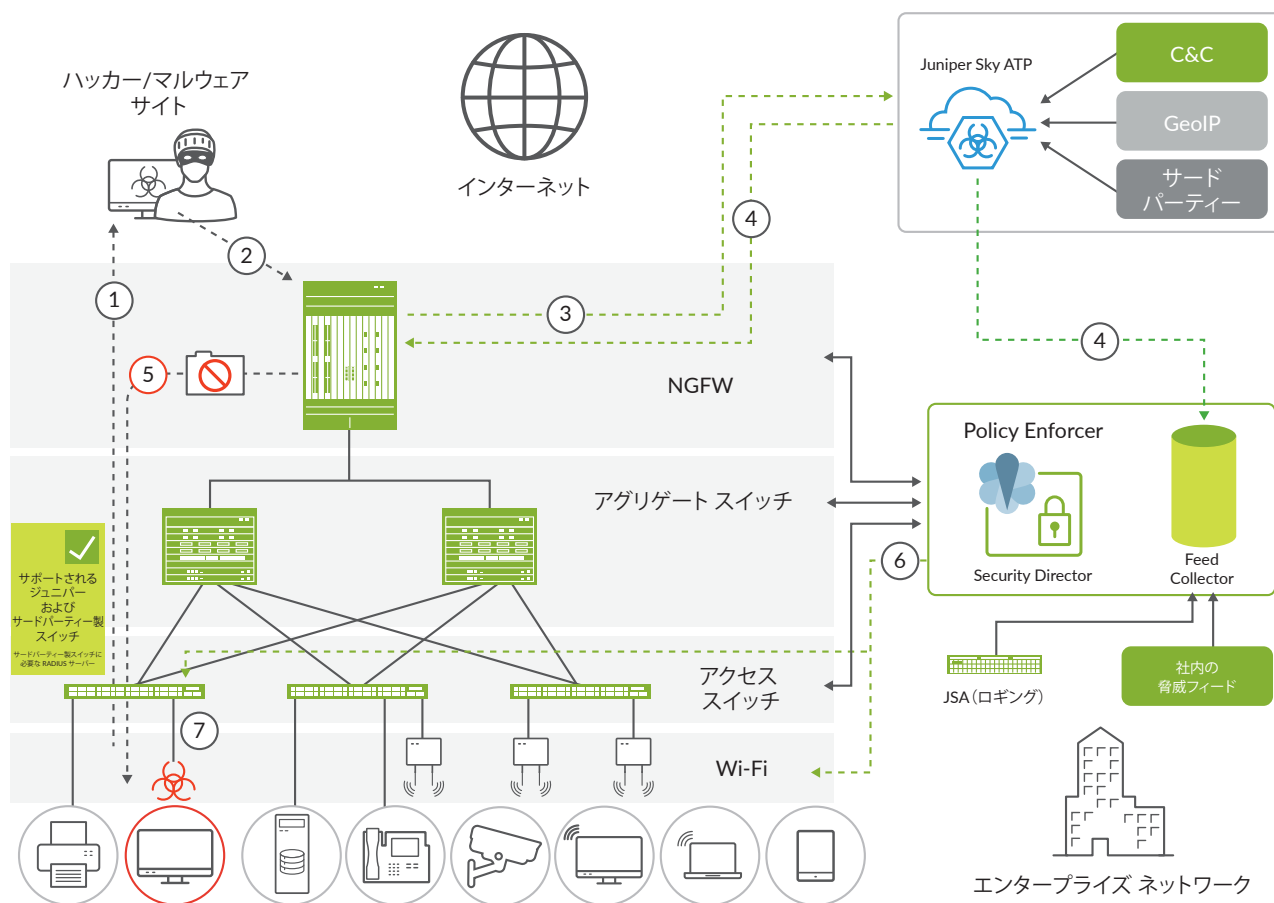 ハッカー/マルウェア
サイト
インターネット
Juniper Sky ATP
C&C
GeoIP
サード
パーティー
1
2
3
4
4
5
NGFW
Policy Enforcer
Security Director
Feed
Collector
アグリゲート スイッチ
6
サポートされる
ジュニパー
および
サードパーティー製
スイッチ
サードパーティー製スイッチに
必要な RADIUS サーバー
アクセス
スイッチ
JSA（ロギング）
社内の
脅威フィード
7
Wi-Fi
エンタープライズ ネットワーク